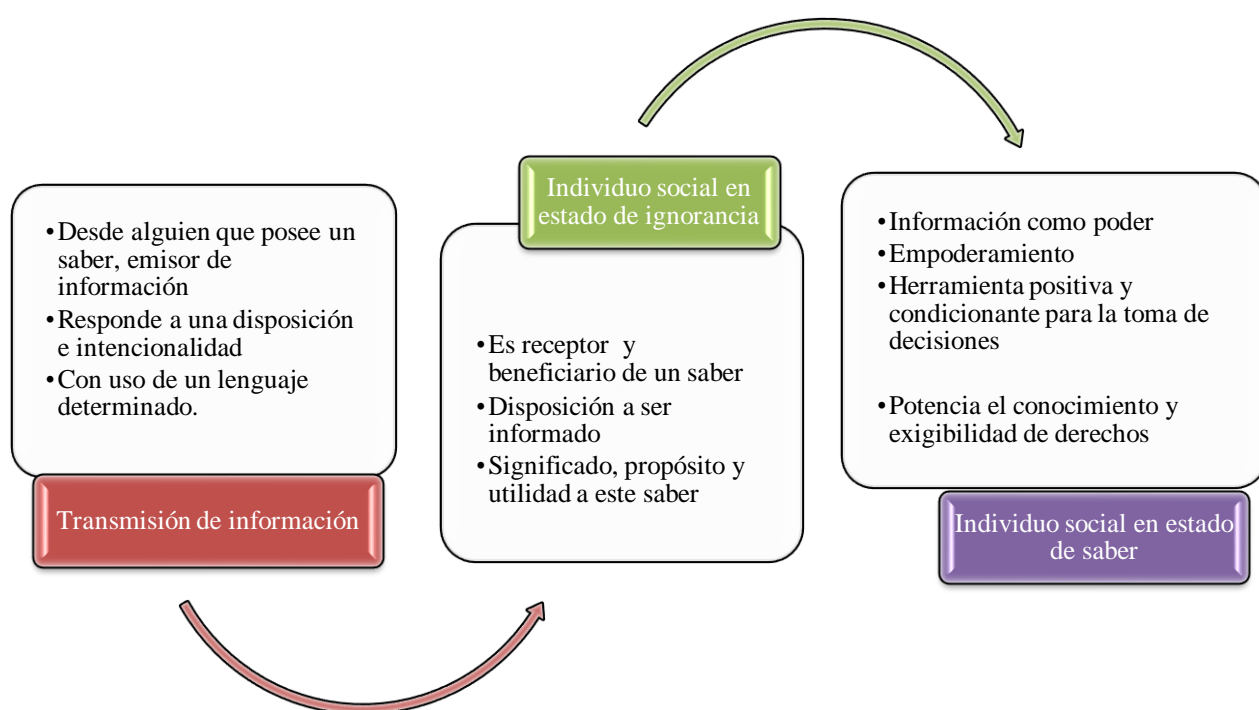 •Desde alguien que posee un
saber, emisor de
información
•Responde a una disposición
e intencionalidad
•Con uso de un lenguaje
determinado.
Transmisión de información
Individuo social en
estado de ignorancia
•Es receptor y
beneficiario de un saber
•Disposición a ser
informado
•Significado, propósito y
utilidad a este saber
•Información como poder
•Empoderamiento
•Herramienta positiva y
condicionante para la toma de
decisiones
•Potencia el conocimiento y
exigibilidad de derechos
Individuo social en estado
de saber